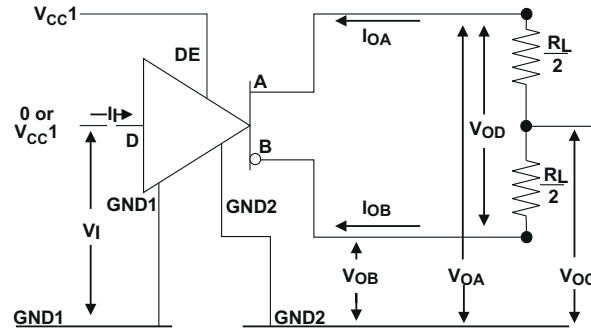 VCC1
DE
IOA
RL
2
A
0 or
VCC1
II
D
B
VOD
RL
2
GND1
GND2
IOB
VI
VOB
VOA
VOC
GND1
GND2